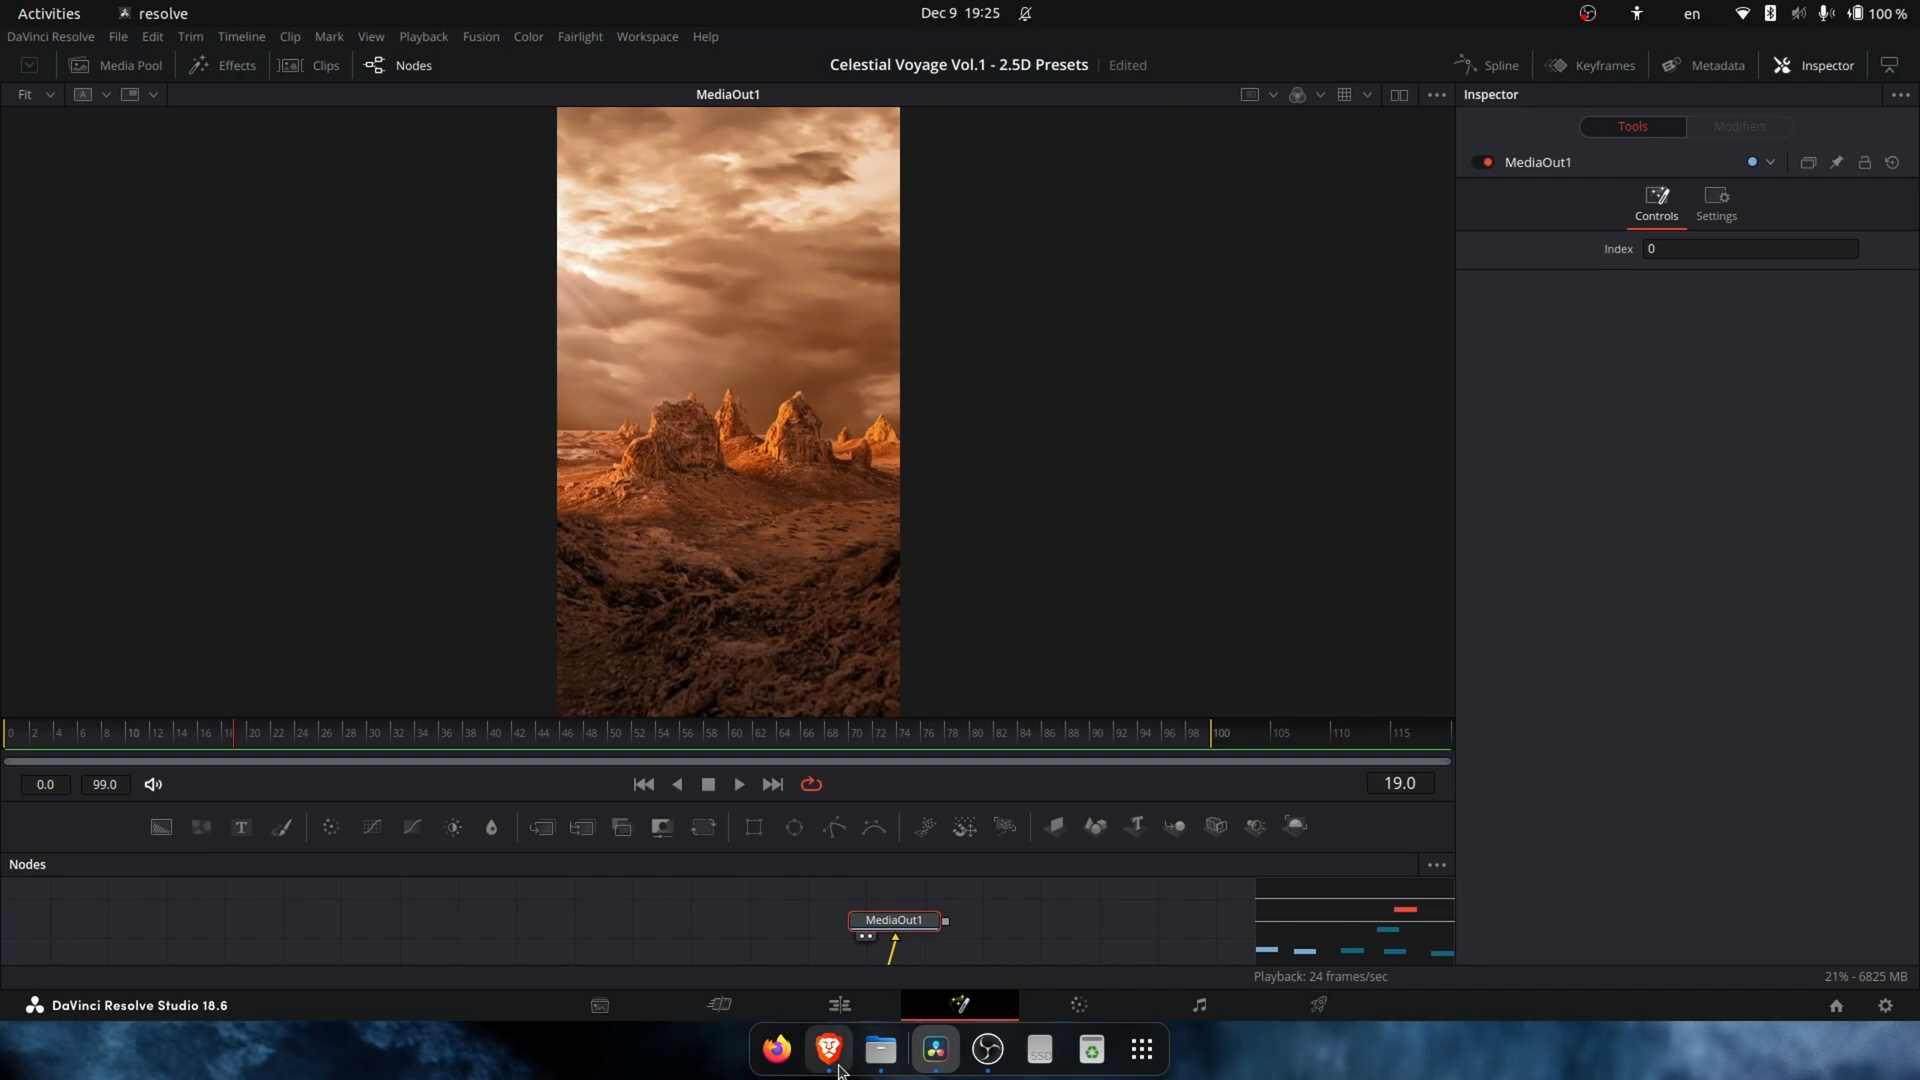 Activities resolve Dec 9 19:25 en 100 %
DaVinci Resolve File Edit Trim Timeline Clip Mark View Playback Fusion Color Fairlight Workspace Help
Media Pool Effects Clips Nodes Celestial Voyage Vol.1 - 2.5D Presets Edited Spline Keyframes Metadata Inspector
Fit A MediaOut1 Inspector
Tools Modifiers
MediaOut1
Controls Settings
Index 0
0 2 4 6 8 10 12 14 16 18 20 22 24 26 28 30 32 34 36 38 40 42 44 46 48 50 52 54 56 58 60 62 64 66 68 70 72 74 76 78 80 82 84 86 88 90 92 94 96 98 100 105 110 115
0.0 99.0 19.0
T
Nodes
MediaOut1
Playback: 24 frames/sec 21% - 6825 MB
DaVinci Resolve Studio 18.6
SSD